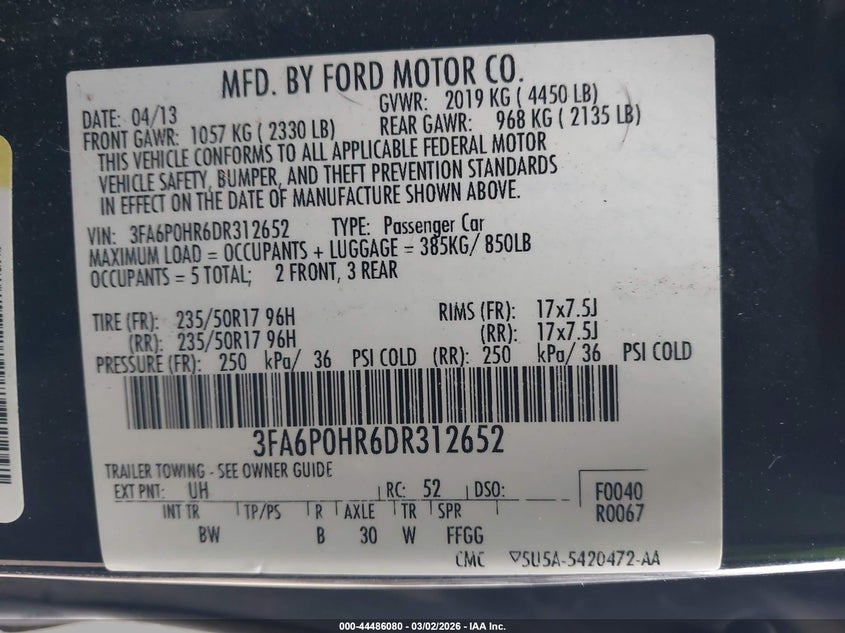 MFD. BY FORD MOTOR CO.
DATE: 04/13 GVWR: 2019 KG ( 4450 LB)
FRONT GAWR: 1057 KG ( 2330 LB) REAR GAWR: 968 KG ( 2135 LB)
THIS VEHICLE CONFORMS TO ALL APPLICABLE FEDERAL MOTOR
VEHICLE SAFETY, BUMPER, AND THEFT PREVENTION STANDARDS
IN EFFECT ON THE DATE OF MANUFACTURE SHOWN ABOVE.
VIN: 3FA6P0HR6DR312652 TYPE: Passenger Car
MAXIMUM LOAD = OCCUPANTS + LUGGAGE = 385KG/ 850LB
OCCUPANTS = 5 TOTAL; 2 FRONT, 3 REAR
TIRE (FR): 235/50R17 96H RIMS (FR): 17x7.5J
(RR): 235/50R17 96H (RR): 17x7.5J
PRESSURE (FR): 250 kPa/ 36 PSI COLD (RR): 250 kPa/ 36 PSI COLD
3FA6P0HR6DR312652
TRAILER TOWING - SEE OWNER GUIDE
EXT PNT: UH RC: 52 DSO: F0040
INT TR TP/PS R AXLE TR SPR R0067
BW B 30 W FFGG
CMC 5U5A-5420472-AA
000-44486080 - 03/02/2026 - IAA Inc.